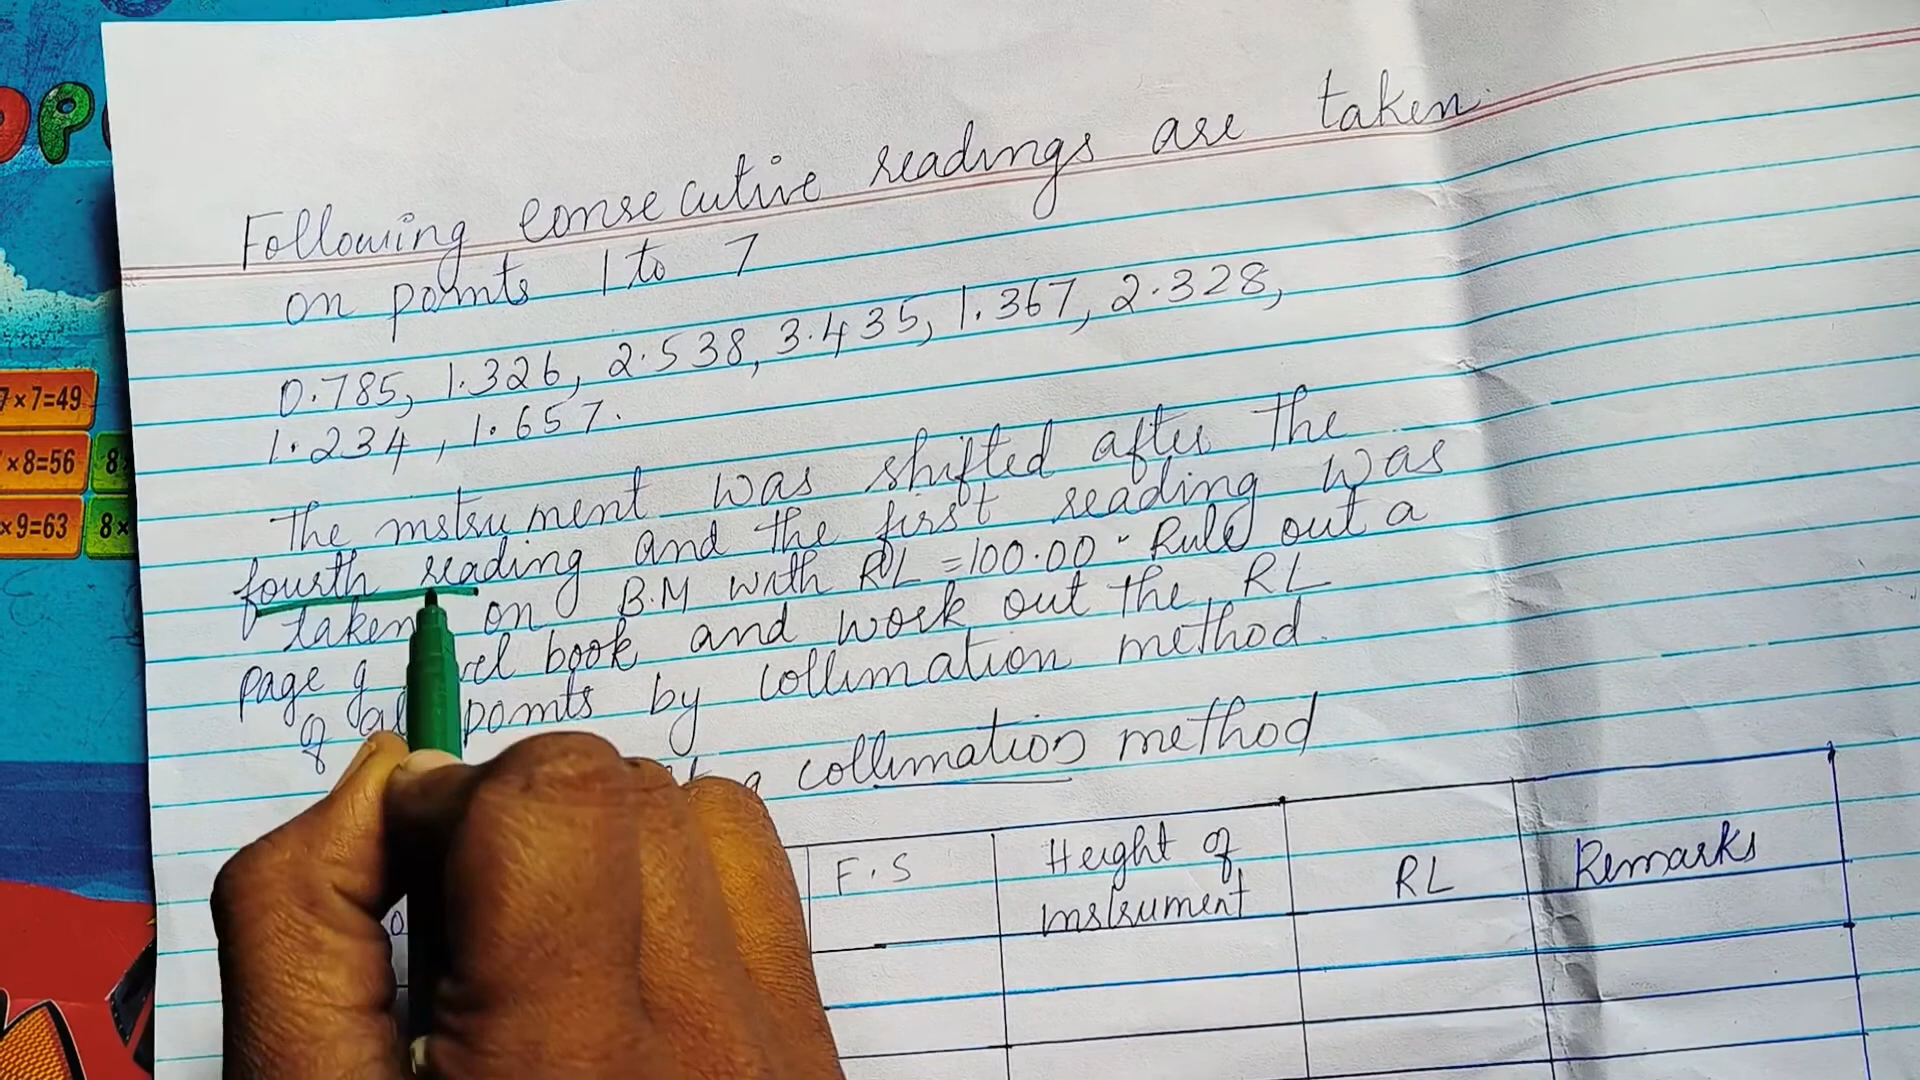 Following consecutive readings are taken
on points 1 to 7
0.785, 1.326, 2.538, 3.435, 1.367, 2.328,
1.234, 1.657.
The instrument was shifted after the
fourth reading and the first reading was
taken on B.M with RL = 100.00. Rule out a
page of book and work out the RL
of all points by collimation method.
a collimation method
F.S
Height of
instrument
RL
Remarks
OP
7×7=49
×8=56
8
×9=63
8×